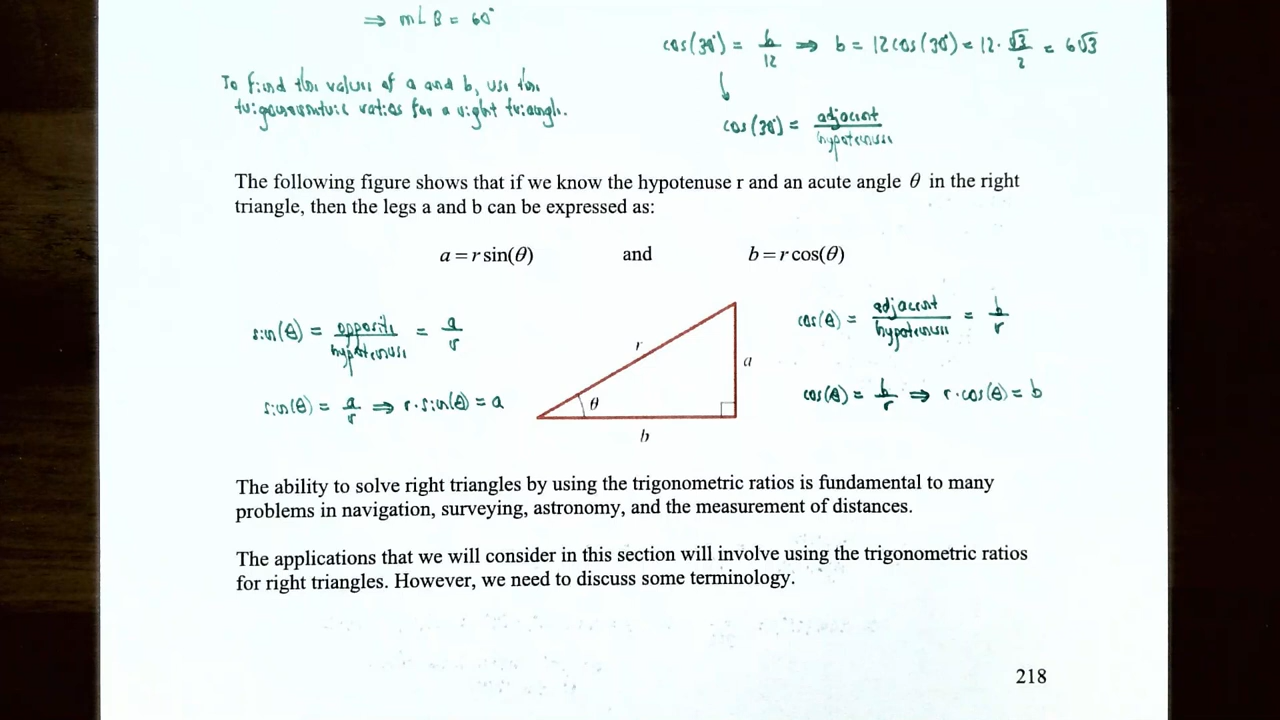 ⇒ m∠B = 60°
cos(30°) = b/12 ⇒ b = 12cos(30°) = 12·√3/2 = 6√3
To find the values of a and b, use the
trigonometric ratios for a right triangle.
cos(30°) = adjacent/hypotenuse
The following figure shows that if we know the hypotenuse r and an acute angle θ in the right
triangle, then the legs a and b can be expressed as:
a = r sin(θ) and b = r cos(θ)
sin(θ) = opposite/hypotenuse = a/r
cos(θ) = adjacent/hypotenuse = b/r
r
a
sin(θ) = a/r ⇒ r·sin(θ) = a
θ
cos(θ) = b/r ⇒ r·cos(θ) = b
b
The ability to solve right triangles by using the trigonometric ratios is fundamental to many
problems in navigation, surveying, astronomy, and the measurement of distances.
The applications that we will consider in this section will involve using the trigonometric ratios
for right triangles. However, we need to discuss some terminology.
218